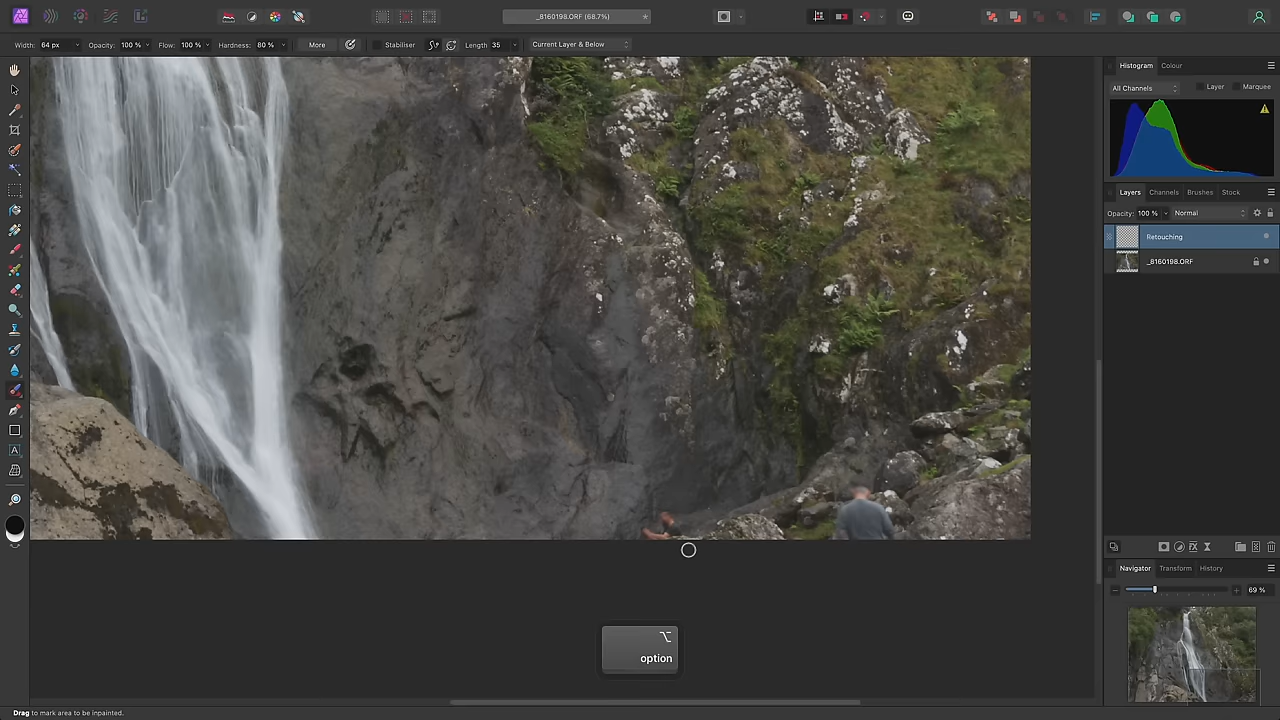 _8160198.ORF (68.7%)
Width: 64 px Opacity: 100 % Flow: 100 % Hardness: 80 % More Stabiliser Length 35 Current Layer & Below
Histogram Colour
All Channels Layer Marquee
Layers Channels Brushes Stock
Opacity: 100 % Normal
Retouching
_8160198.ORF
A
option
⌥
Navigator Transform History
69 %
Drag to mark area to be inpainted.